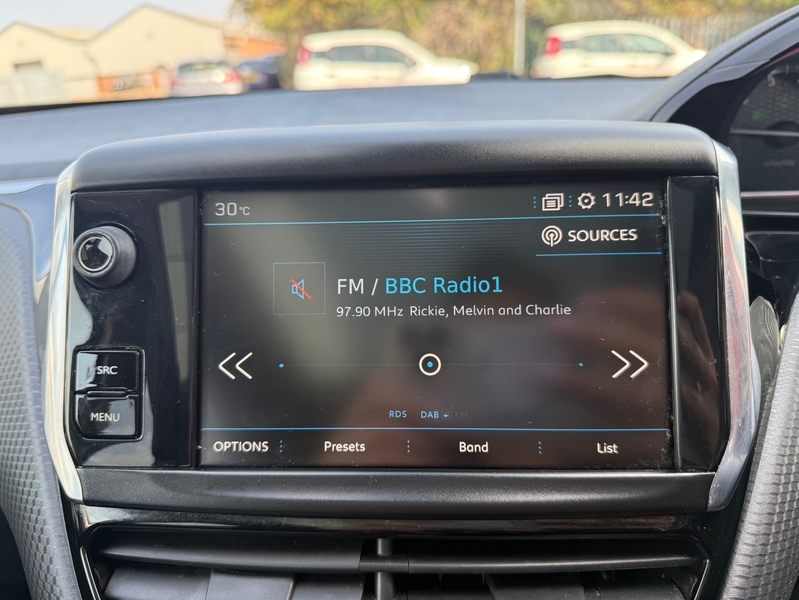 30°C 11:42
SOURCES
FM / BBC Radio1
97.90 MHz Rickie, Melvin and Charlie
SRC
MENU
RDS DAB FM
OPTIONS Presets Band List